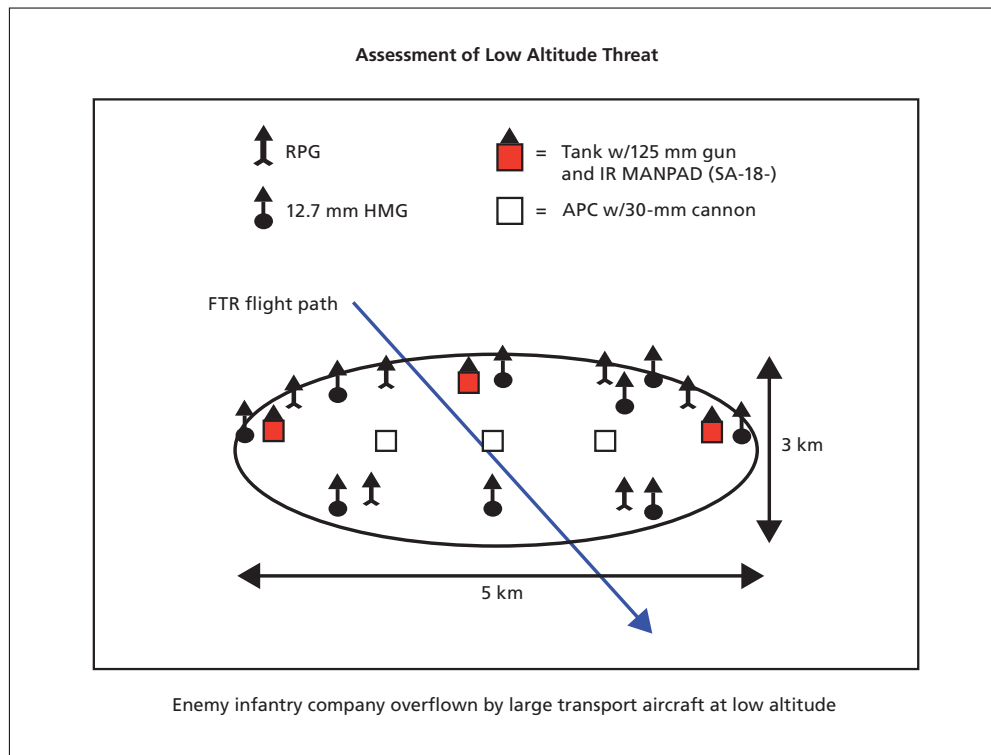 Assessment of Low Altitude Threat
RPG
= Tank w/125 mm gun
and IR MANPAD (SA-18-)
12.7 mm HMG
= APC w/30-mm cannon
FTR flight path
3 km
5 km
Enemy infantry company overflown by large transport aircraft at low altitude